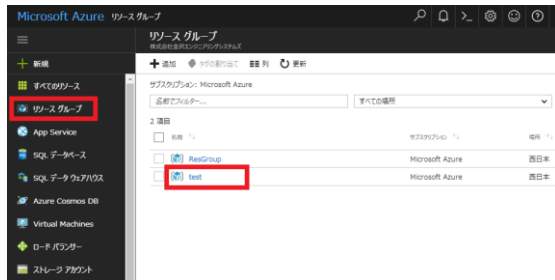 Microsoft Azure リソース グループ
リソース グループ
株式会社金沢エンジニアリングシステムズ
新規
追加 タグの割り当て 列 更新
すべてのリソース
サブスクリプション: Microsoft Azure
リソース グループ
名前でフィルター...
すべての場所
App Service
2 項目
名前
サブスクリプション
場所
SQL データベース
ResGroup
Microsoft Azure
西日本
SQL データ ウェアハウス
test
Microsoft Azure
西日本
Azure Cosmos DB
Virtual Machines
ロード バランサー
ストレージ アカウント